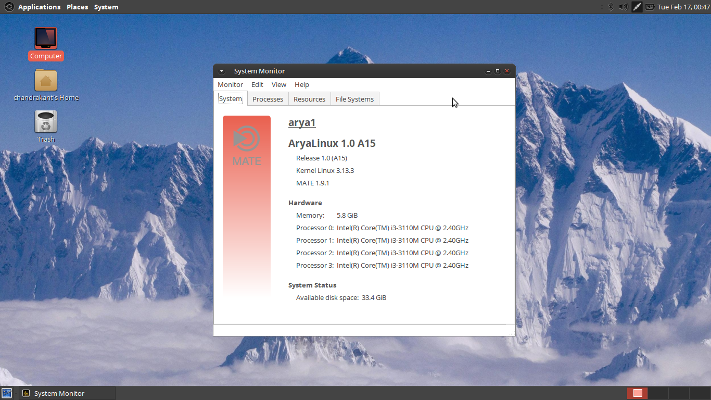 Applications Places System
Tue Feb 17, 00:47
Computer
chandrakant's Home
Trash
System Monitor
Monitor Edit View Help
System Processes Resources File Systems
MATE
arya1
AryaLinux 1.0 A15
Release 1.0 (A15)
Kernel Linux 3.13.3
MATE 1.9.1
Hardware
Memory: 5.8 GiB
Processor 0: Intel(R) Core(TM) i3-3110M CPU @ 2.40GHz
Processor 1: Intel(R) Core(TM) i3-3110M CPU @ 2.40GHz
Processor 2: Intel(R) Core(TM) i3-3110M CPU @ 2.40GHz
Processor 3: Intel(R) Core(TM) i3-3110M CPU @ 2.40GHz
System Status
Available disk space: 33.4 GiB
System Monitor